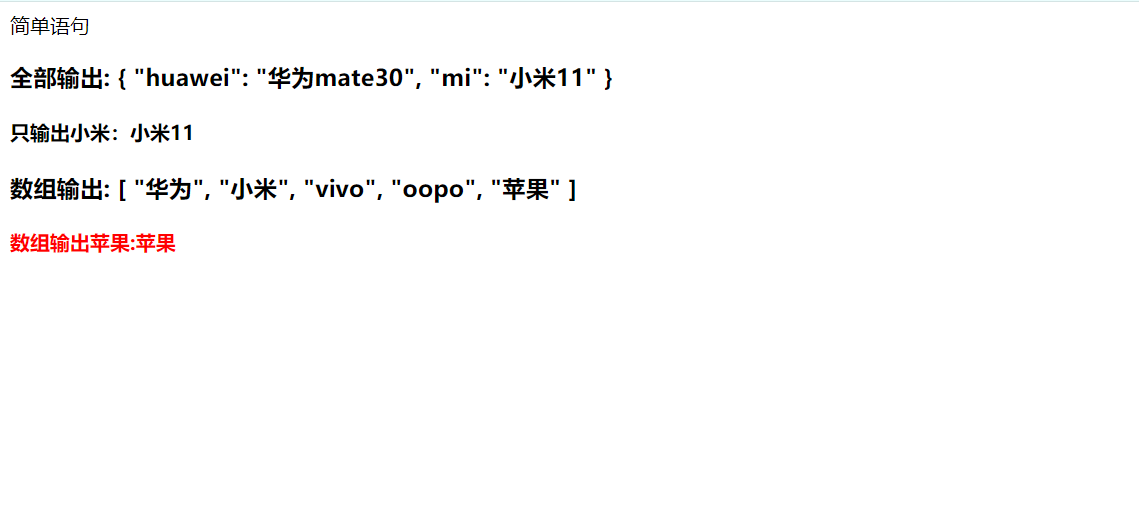 简单语句
全部输出: { "huawei": "华为mate30", "mi": "小米11" }
只输出小米：小米11
数组输出: [ "华为", "小米", "vivo", "oopo", "苹果" ]
数组输出苹果:苹果